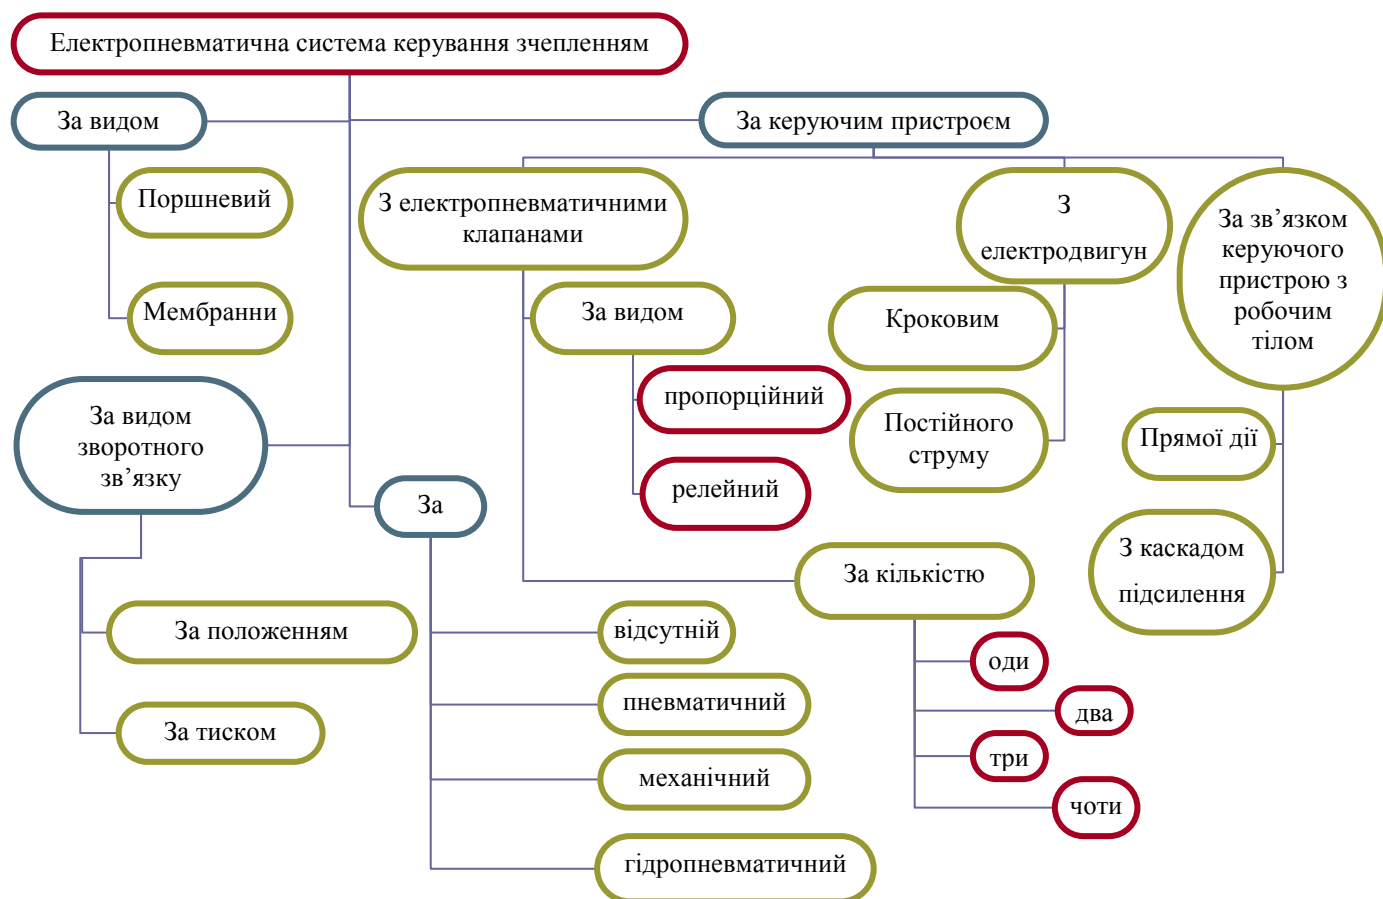 Електропневматична система керування зчепленням
За видом
За керуючим пристроєм
Поршневий
Мембранни
З електропневматичними
клапанами
З
електродвигун
За зв’язком
керуючого
пристрою з
робочим
тілом
За видом
Кроковим
пропорційний
релейний
Постійного
струму
Прямої дії
З каскадом
підсилення
За видом
зворотного
зв’язку
За
За кількістю
За положенням
За тиском
відсутній
пневматичний
механічний
гідропневматичний
оди
два
три
чоти